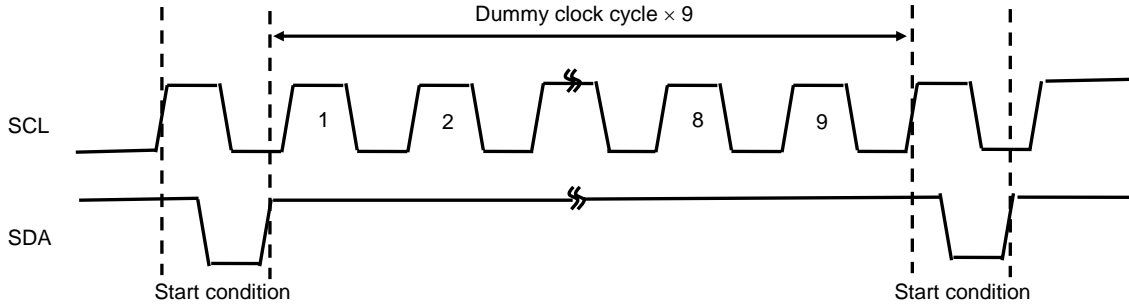 Dummy clock cycle × 9
SCL
1
2
8
9
SDA
Start condition
Start condition